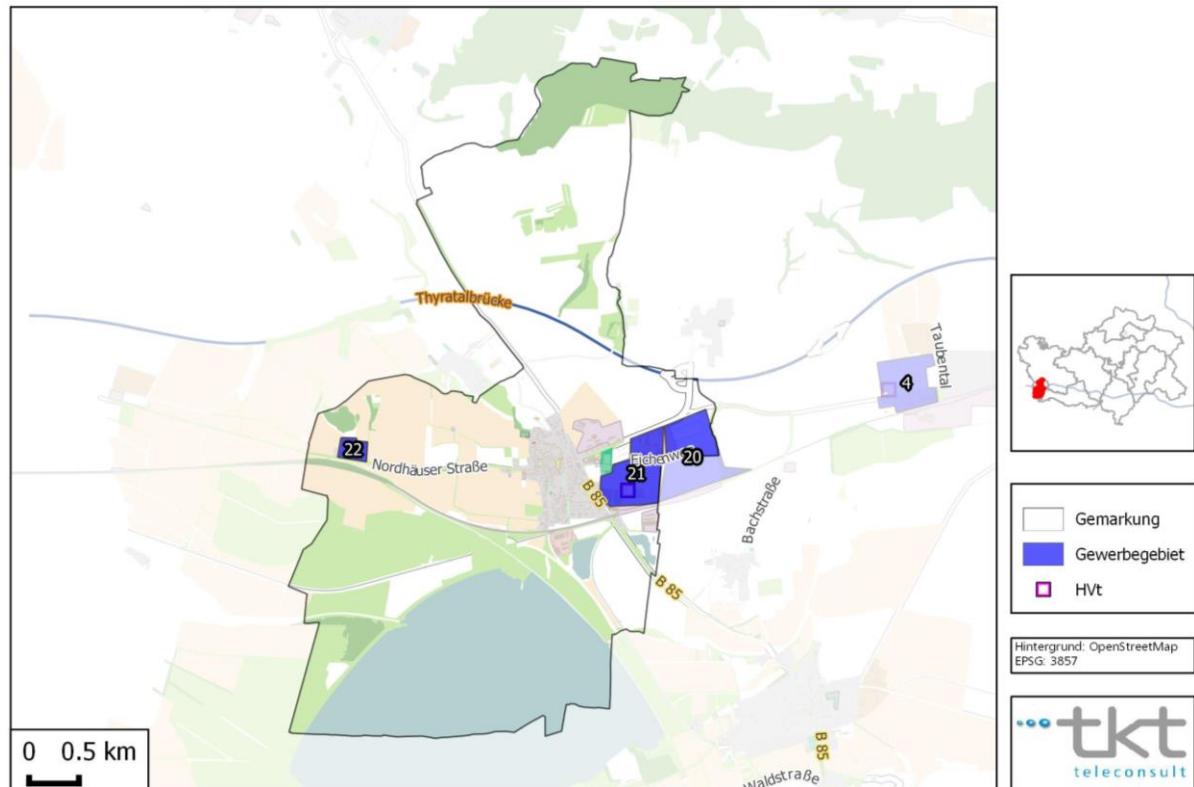 Thyratalbrücke
Taubental
4
22
Nordhäuser Straße
20
21
B 85
Bachstraße
B 85
B 85
Waldstraße
0 0.5 km
Gemarkung
Gewerbegebiet
HVt
Hintergrund: OpenStreetMap
EPSG: 3857
tkt
teleconsult